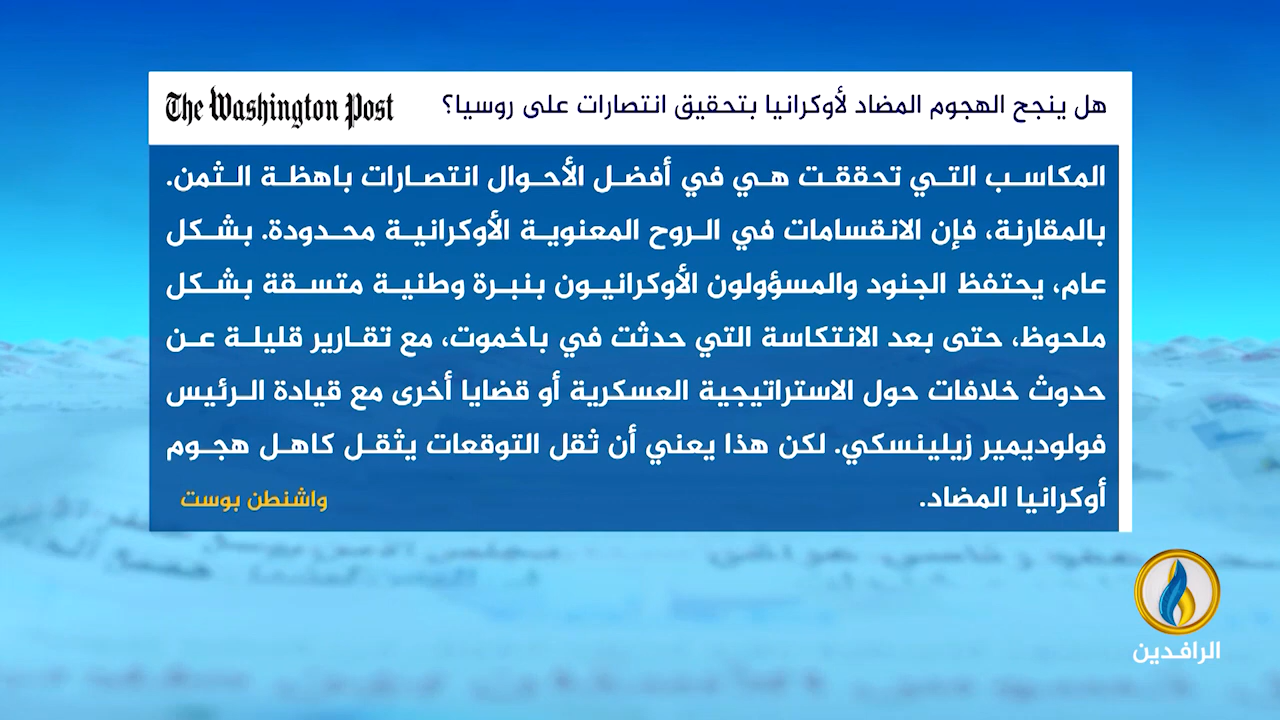 هل ينجح الهجوم المضاد لأوكرانيا بتحقيق انتصارات على روسيا؟
The Washington Post
المكاسب التي تحققت هي في أفضل الأحوال انتصارات باهظة الثمن.
بالمقارنة، فإن الانقسامات في الروح المعنوية الأوكرانية محدودة. بشكل
عام، يحتفظ الجنود والمسؤولون الأوكرانيون بنبرة وطنية متسقة بشكل
ملحوظ، حتى بعد الانتكاسة التي حدثت في باخموت، مع تقارير قليلة عن
حدوث خلافات حول الاستراتيجية العسكرية أو قضايا أخرى مع قيادة الرئيس
فولوديمير زيلينسكي. لكن هذا يعني أن ثقل التوقعات يثقل كاهل هجوم
أوكرانيا المضاد.
واشنطن بوست
الرافدين